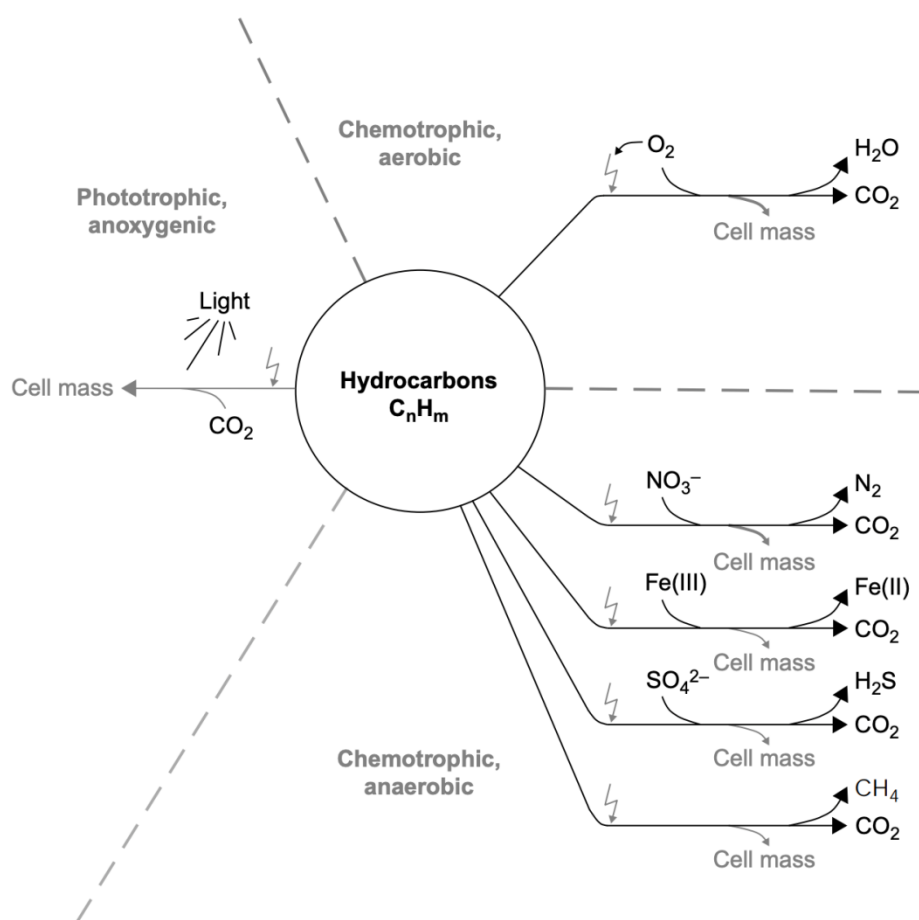 Chemotrophic,
aerobic
O₂
H₂O
CO₂
Cell mass
Phototrophic,
anoxygenic
Light
Cell mass
CO₂
Hydrocarbons
CₙHₘ
NO₃⁻
N₂
CO₂
Cell mass
Fe(III)
Fe(II)
CO₂
Cell mass
SO₄²⁻
H₂S
CO₂
Cell mass
Chemotrophic,
anaerobic
CH₄
CO₂
Cell mass